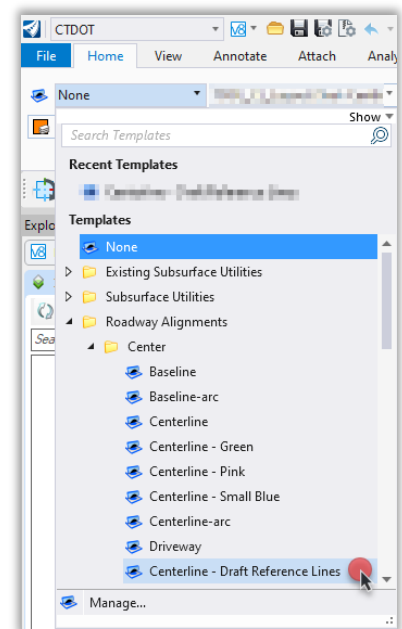 CTDOT
File Home View Annotate Attach Analy
None
Show
Search Templates
Recent Templates
Explo
Templates
None
Existing Subsurface Utilities
Subsurface Utilities
Roadway Alignments
Sea
Center
Baseline
Baseline-arc
Centerline
Centerline - Green
Centerline - Pink
Centerline - Small Blue
Centerline-arc
Driveway
Centerline - Draft Reference Lines
Manage...